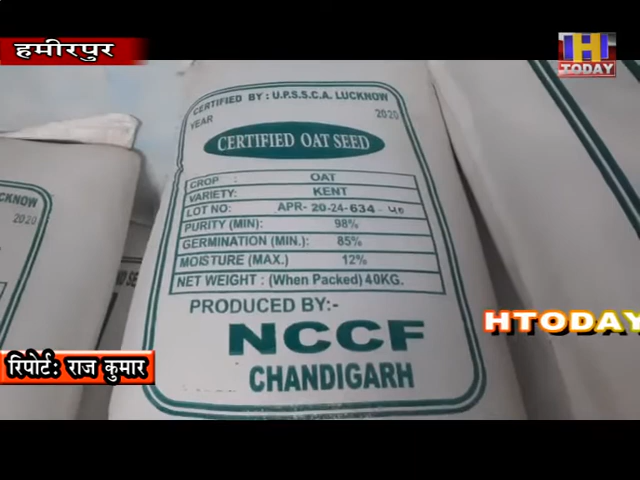 हमीरपुर
H
TODAY
CERTIFIED BY : U.P.S.S.C.A. LUCKNOW
YEAR 2020
CERTIFIED OAT SEED
CROP : OAT
VARIETY: KENT
LOT NO: APR- 20-24-634 - 40
PURITY (MIN): 98%
GERMINATION (MIN.): 85%
MOISTURE (MAX.) 12%
NET WEIGHT : (When Packed) 40KG.
PRODUCED BY:-
NCCF
CHANDIGARH
CKNOW
2020
HTODAY
रिपोर्ट: राज कुमार